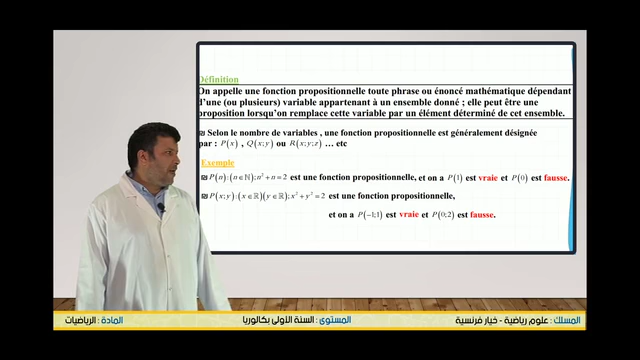 Définition
On appelle une fonction propositionnelle toute phrase ou énoncé mathématique dépendant
d'une (ou plusieurs) variable appartenant à un ensemble donné ; elle peut être une
proposition lorsqu'on remplace cette variable par un élément déterminé de cet ensemble.
Selon le nombre de variables , une fonction propositionnelle est généralement désignée
par : P(x) , Q(x;y) ou R(x;y;z) ... etc
Exemple
P(n):(n∈ℕ);n²+n=2 est une fonction propositionnelle, et on a P(1) est vraie et P(0) est fausse.
P(x;y):(x∈ℝ)(y∈ℝ);x²+y²=2 est une fonction propositionnelle,
et on a P(-1;1) est vraie et P(0;2) est fausse.
المسلك : علوم رياضية - خيار فرنسية
المستوى : السنة الأولى بكالوريا
المادة : الرياضيات